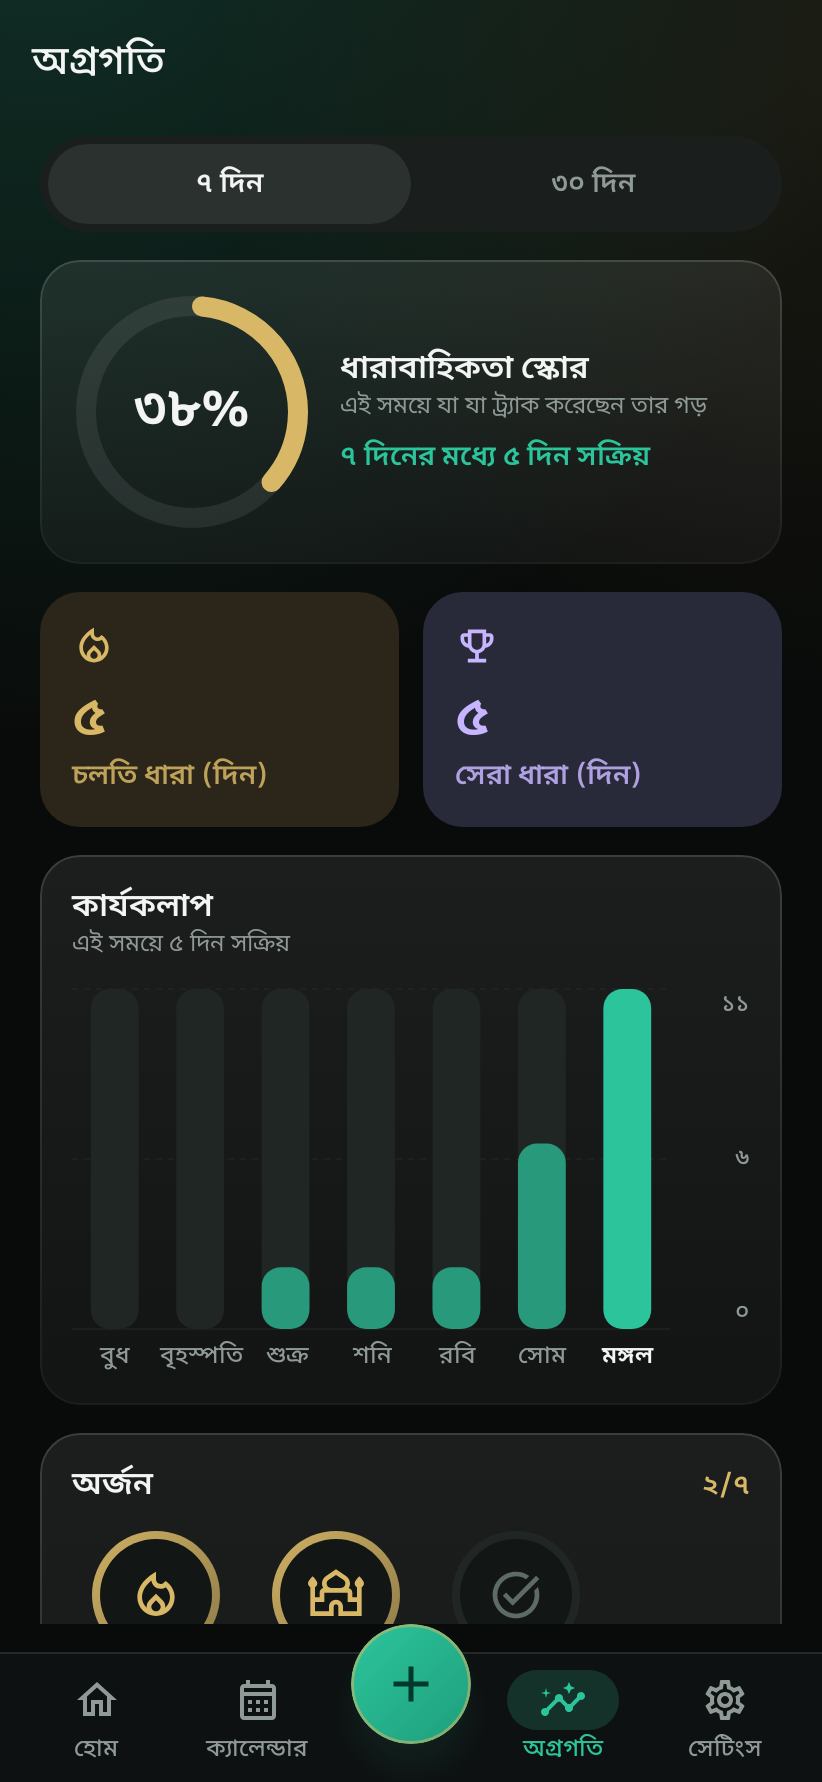 অগ্রগতি
৭ দিন
৩০ দিন
৩৮%
ধারাবাহিকতা স্কোর
এই সময়ে যা যা ট্র্যাক করেছেন তার গড়
৭ দিনের মধ্যে ৫ দিন সক্রিয়
৫
চলতি ধারা (দিন)
৫
সেরা ধারা (দিন)
কার্যকলাপ
এই সময়ে ৫ দিন সক্রিয়
১১
৬
০
বুধ বৃহস্পতি শুক্র শনি রবি সোম মঙ্গল
অর্জন
২/৭
হোম
ক্যালেন্ডার
অগ্রগতি
সেটিংস